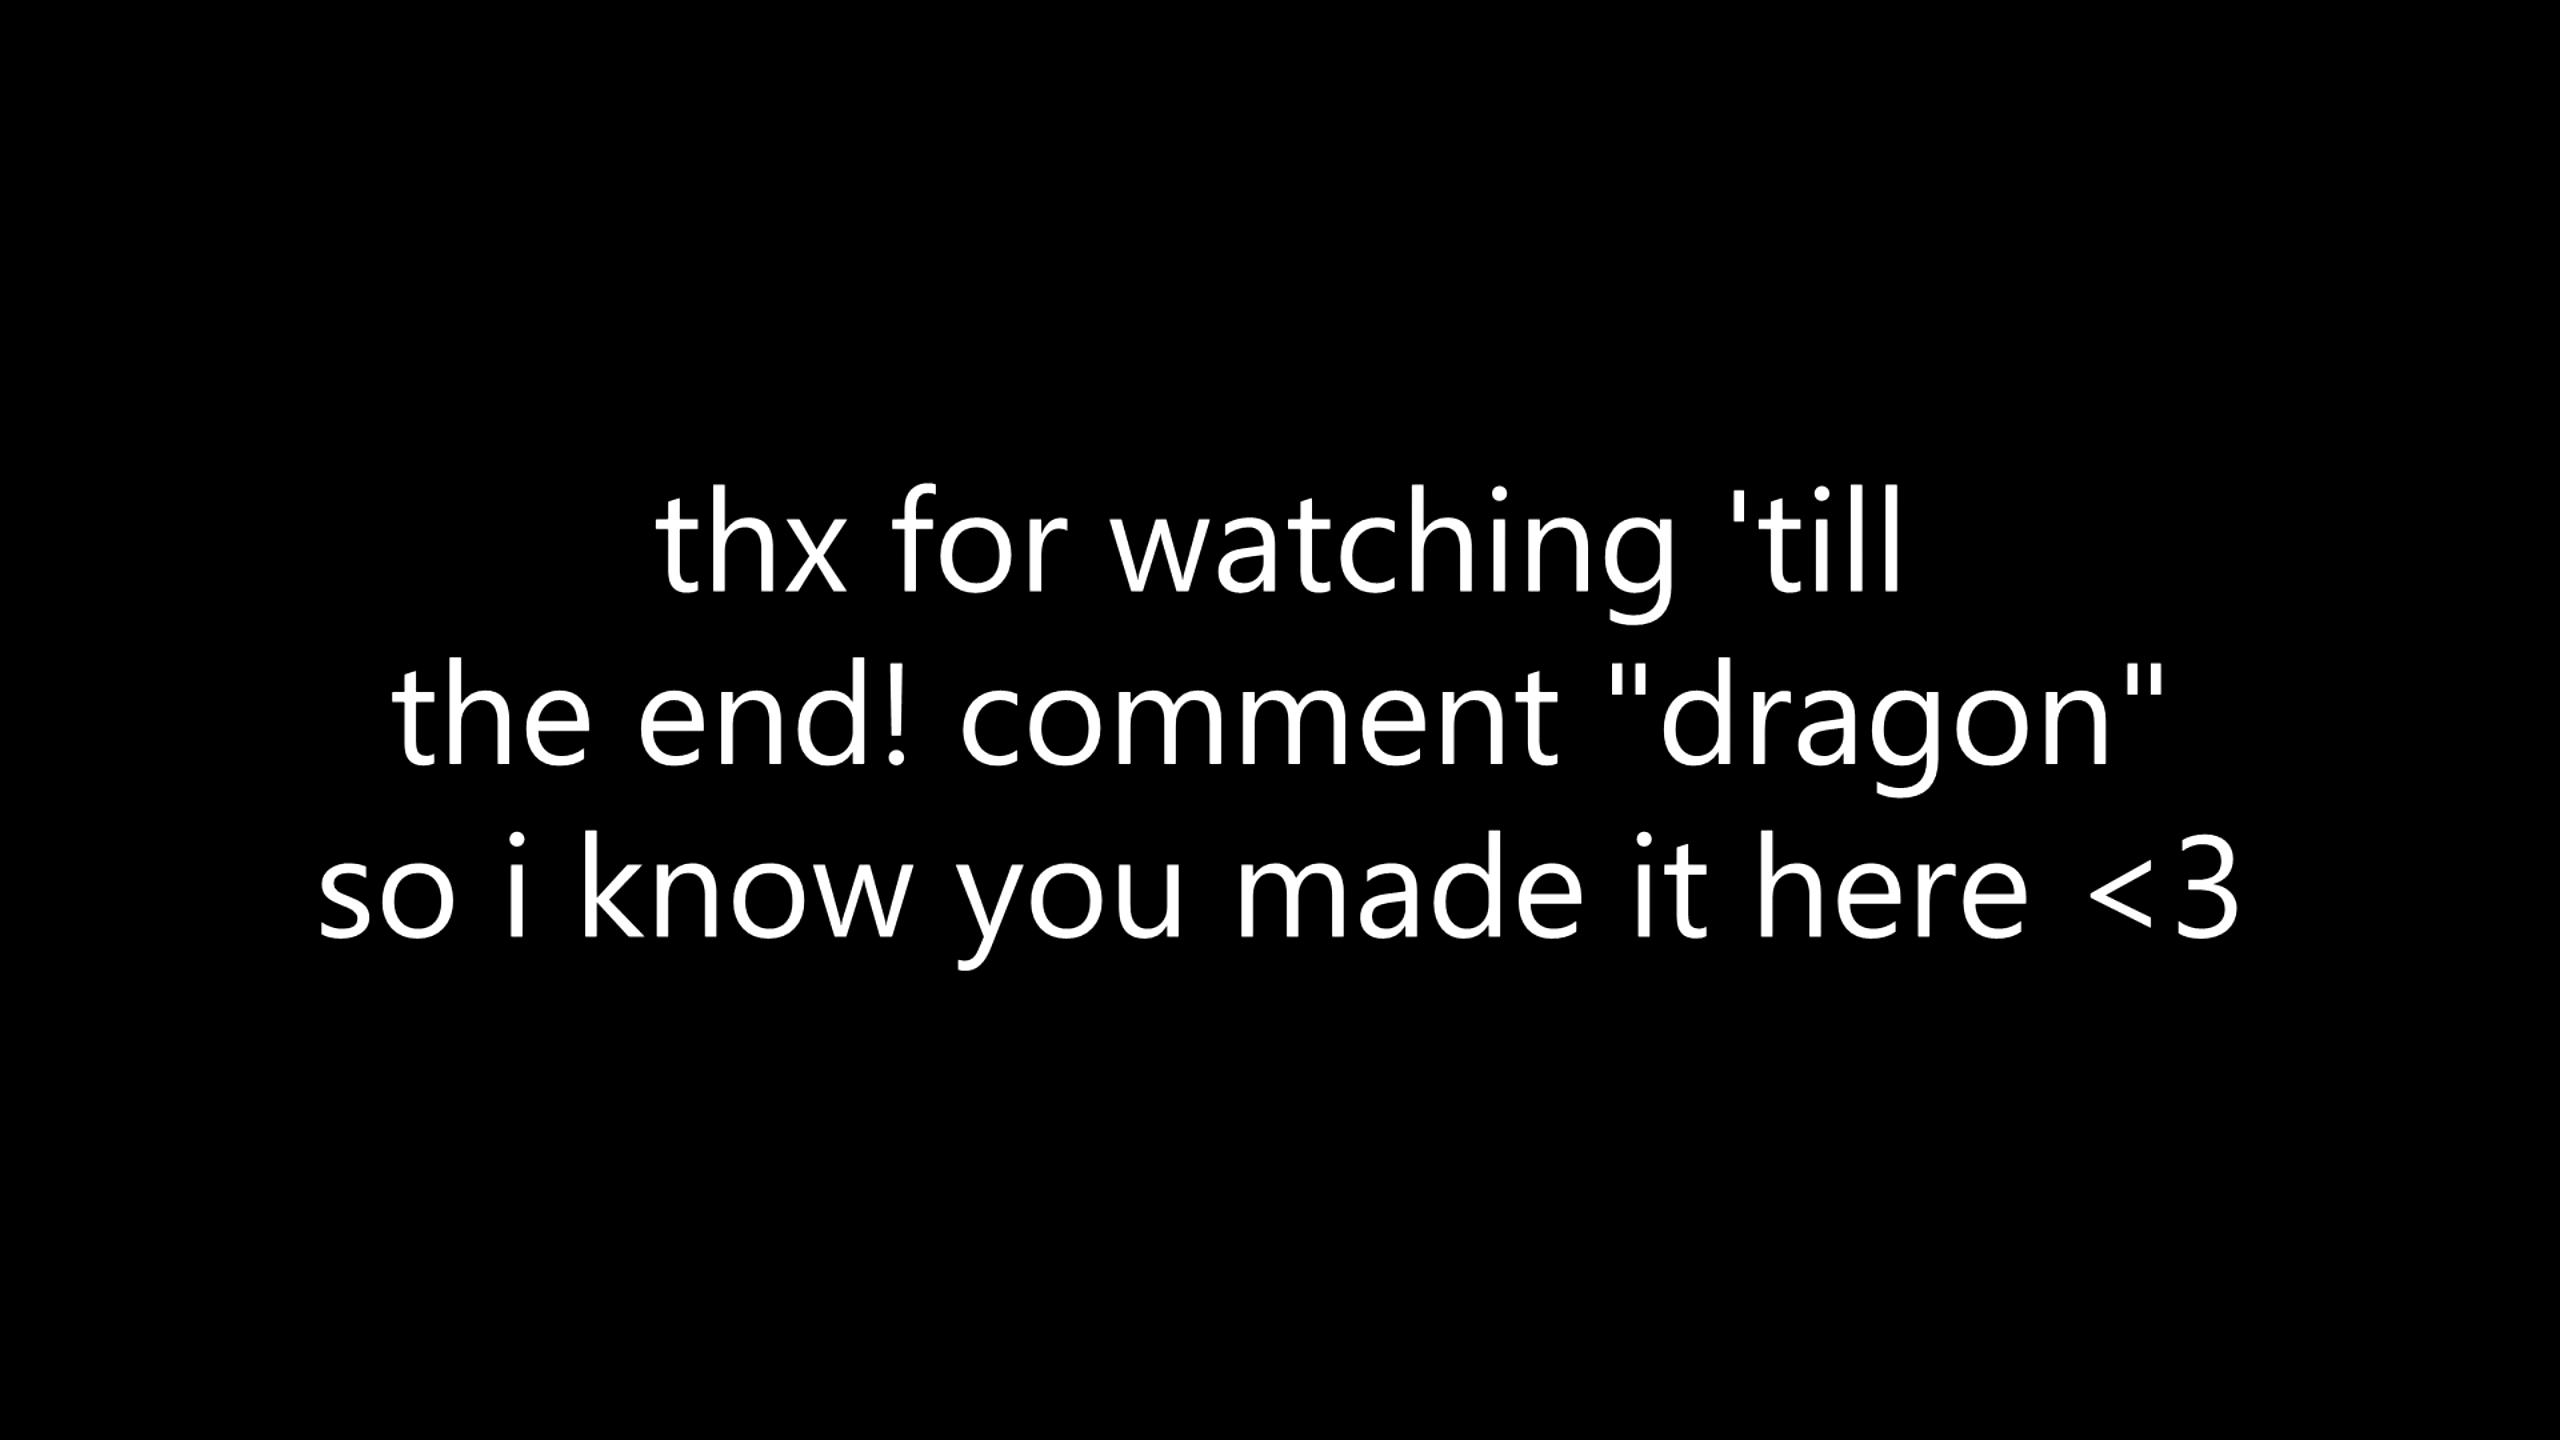 thx for watching 'till
the end! comment "dragon"
so i know you made it here <3